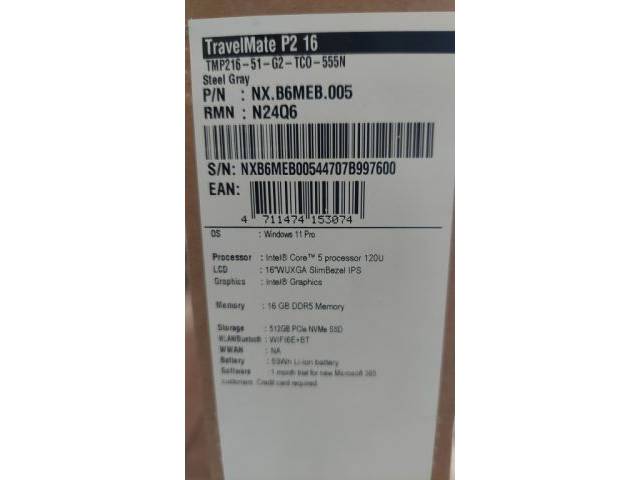 TravelMate P2 16
TMP216-51-G2-TCO-555N
Steel Gray
P/N : NX.B6MEB.005
RMN : N24Q6
S/N: NXB6MEB00544707B997600
EAN:
4 711474 153074
OS : Windows 11 Pro
Processor : Intel® Core™ 5 processor 120U
LCD : 16"WUXGA SlimBezel IPS
Graphics : Intel® Graphics
Memory : 16 GB DDR5 Memory
Storage : 512GB PCIe NVMe SSD
WLAN/Bluetooth : WiFi6E+BT
WWAN : NA
Battery : 53Wh Li-ion battery
Software : 1 month trial for new Microsoft 365
customers. Credit card required.